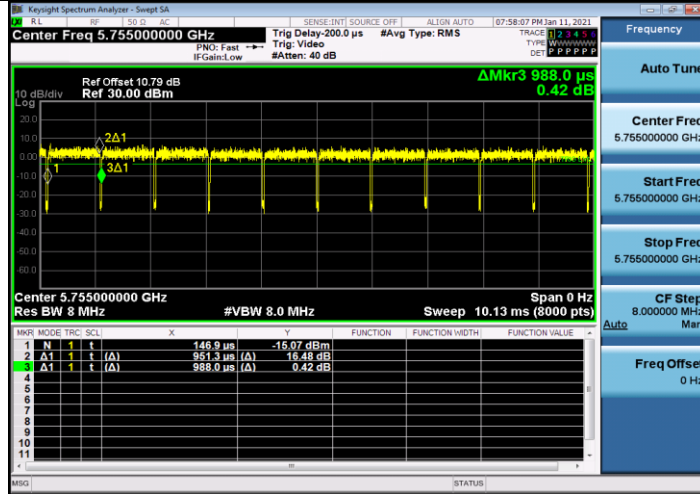 Keysight Spectrum Analyzer - Swept SA
RL RF 50 Ω AC SENSE:INT SOURCE OFF ALIGN AUTO 07:58:07 PM Jan 11, 2021
Center Freq 5.755000000 GHz
PNO: Fast
IFGain:Low
Trig Delay-200.0 µs #Avg Type: RMS
Trig: Video
#Atten: 40 dB
TRACE 1 2 3 4 5 6
TYPE WWWWWW
DET P P P P P P
Ref Offset 10.79 dB
10 dB/div Ref 30.00 dBm
Log
ΔMkr3 988.0 µs
0.42 dB
20.0
10.0
0.00
-10.0
-20.0
-30.0
-40.0
-50.0
-60.0
2Δ1
1
3Δ1
Center 5.755000000 GHz Span 0 Hz
Res BW 8 MHz #VBW 8.0 MHz Sweep 10.13 ms (8000 pts)
MKR MODE TRC SCL X Y FUNCTION FUNCTION WIDTH FUNCTION VALUE
1 N 1 t 146.9 µs -15.07 dBm
2 Δ1 1 t (Δ) 951.3 µs (Δ) 16.48 dB
3 Δ1 1 t (Δ) 988.0 µs (Δ) 0.42 dB
4
5
6
7
8
9
10
11
MSG STATUS
Frequency
Auto Tune
Center Freq
5.755000000 GHz
Start Freq
5.755000000 GHz
Stop Freq
5.755000000 GHz
CF Step
8.000000 MHz
Auto Man
Freq Offset
0 Hz